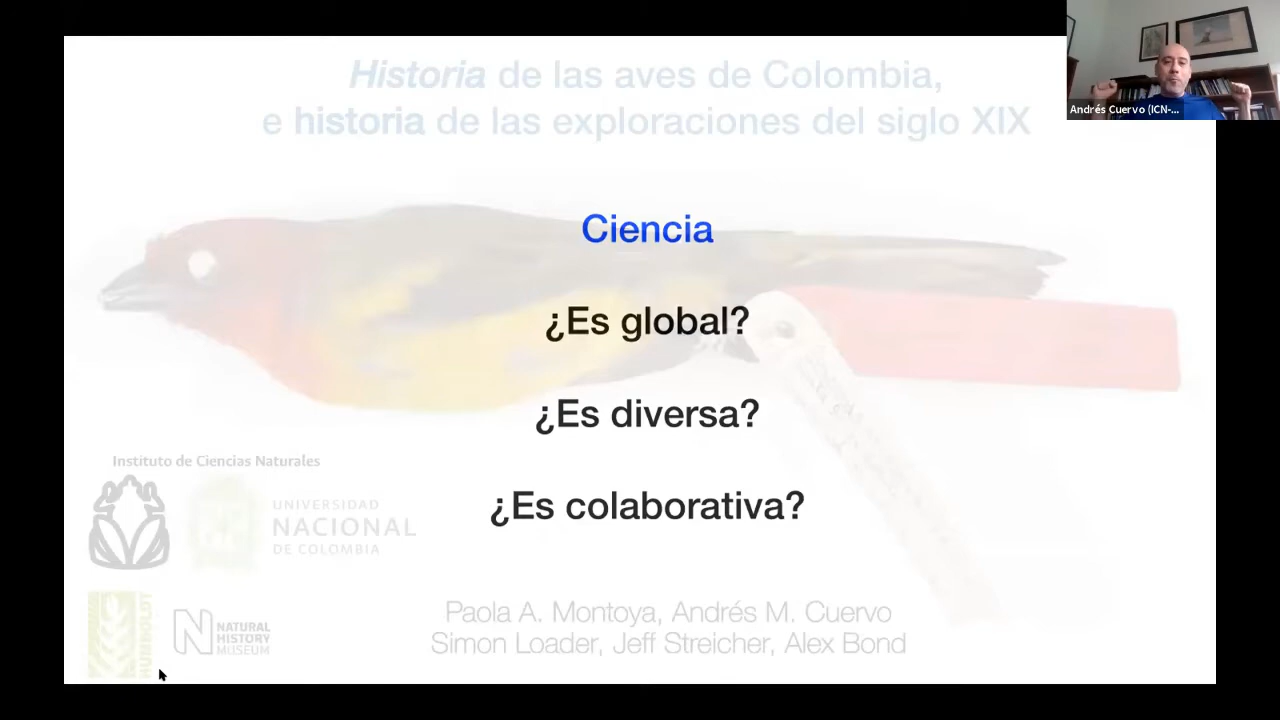 Historia de las aves de Colombia,
e historia de las exploraciones del siglo XIX
Andrés Cuervo (ICN-...
Ciencia
¿Es global?
¿Es diversa?
¿Es colaborativa?
Instituto de Ciencias Naturales
UNIVERSIDAD
NACIONAL
DE COLOMBIA
HUMBOLDT
NATURAL
HISTORY
MUSEUM
Paola A. Montoya, Andrés M. Cuervo
Simon Loader, Jeff Streicher, Alex Bond